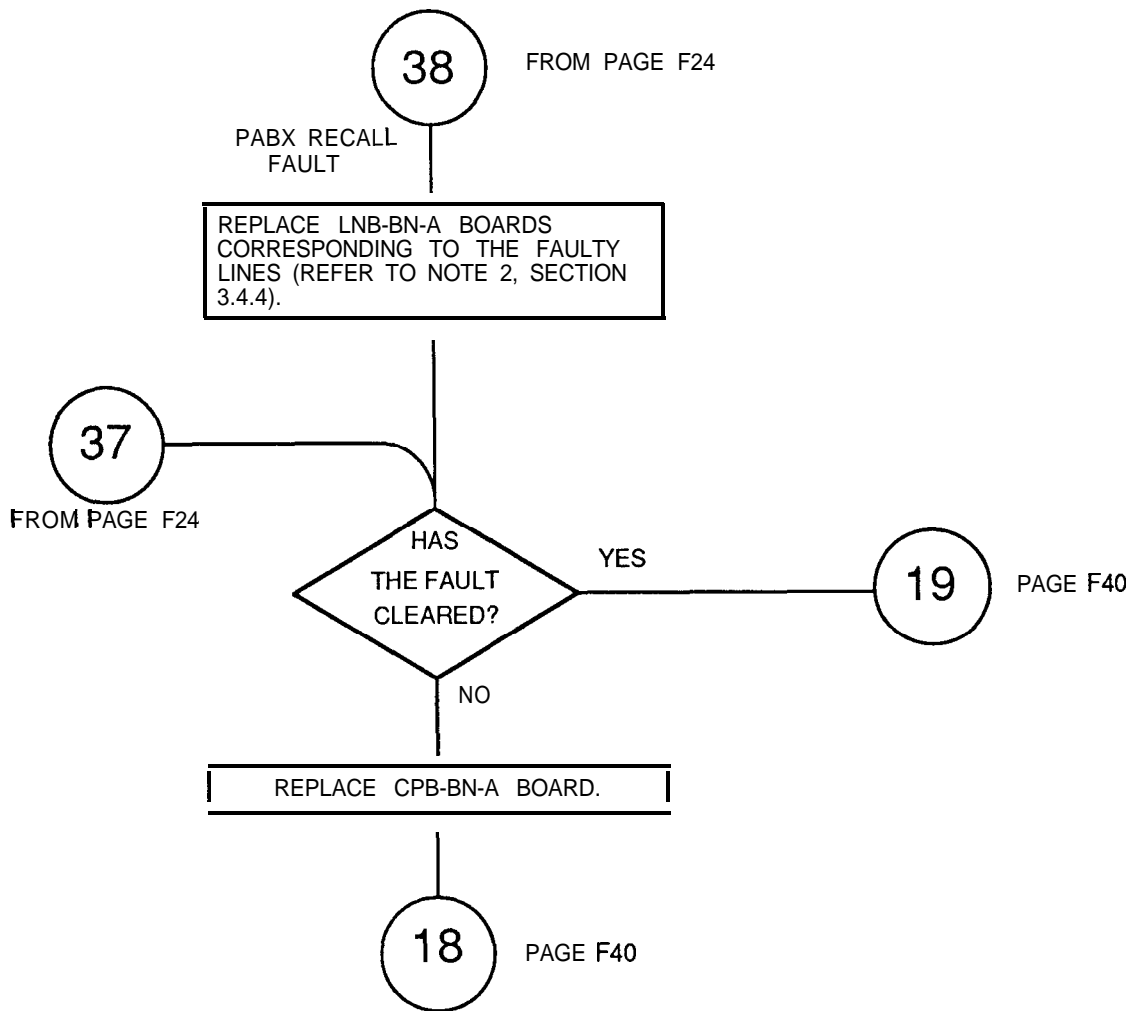 38
FROM PAGE F24
PABX RECALL
FAULT
REPLACE LNB-BN-A BOARDS
CORRESPONDING TO THE FAULTY
LINES (REFER TO NOTE 2, SECTION
3.4.4).
37
FROM PAGE F24
HAS
THE FAULT
CLEARED?
YES
19
PAGE F40
NO
REPLACE CPB-BN-A BOARD.
18
PAGE F40